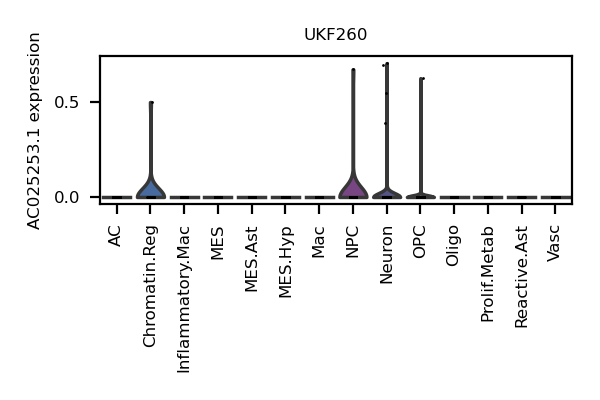 UKF260
AC025253.1 expression
0.5
0.0
AC
Chromatin.Reg
Inflammatory.Mac
MES
MES.Ast
MES.Hyp
Mac
NPC
Neuron
OPC
Oligo
Prolif.Metab
Reactive.Ast
Vasc